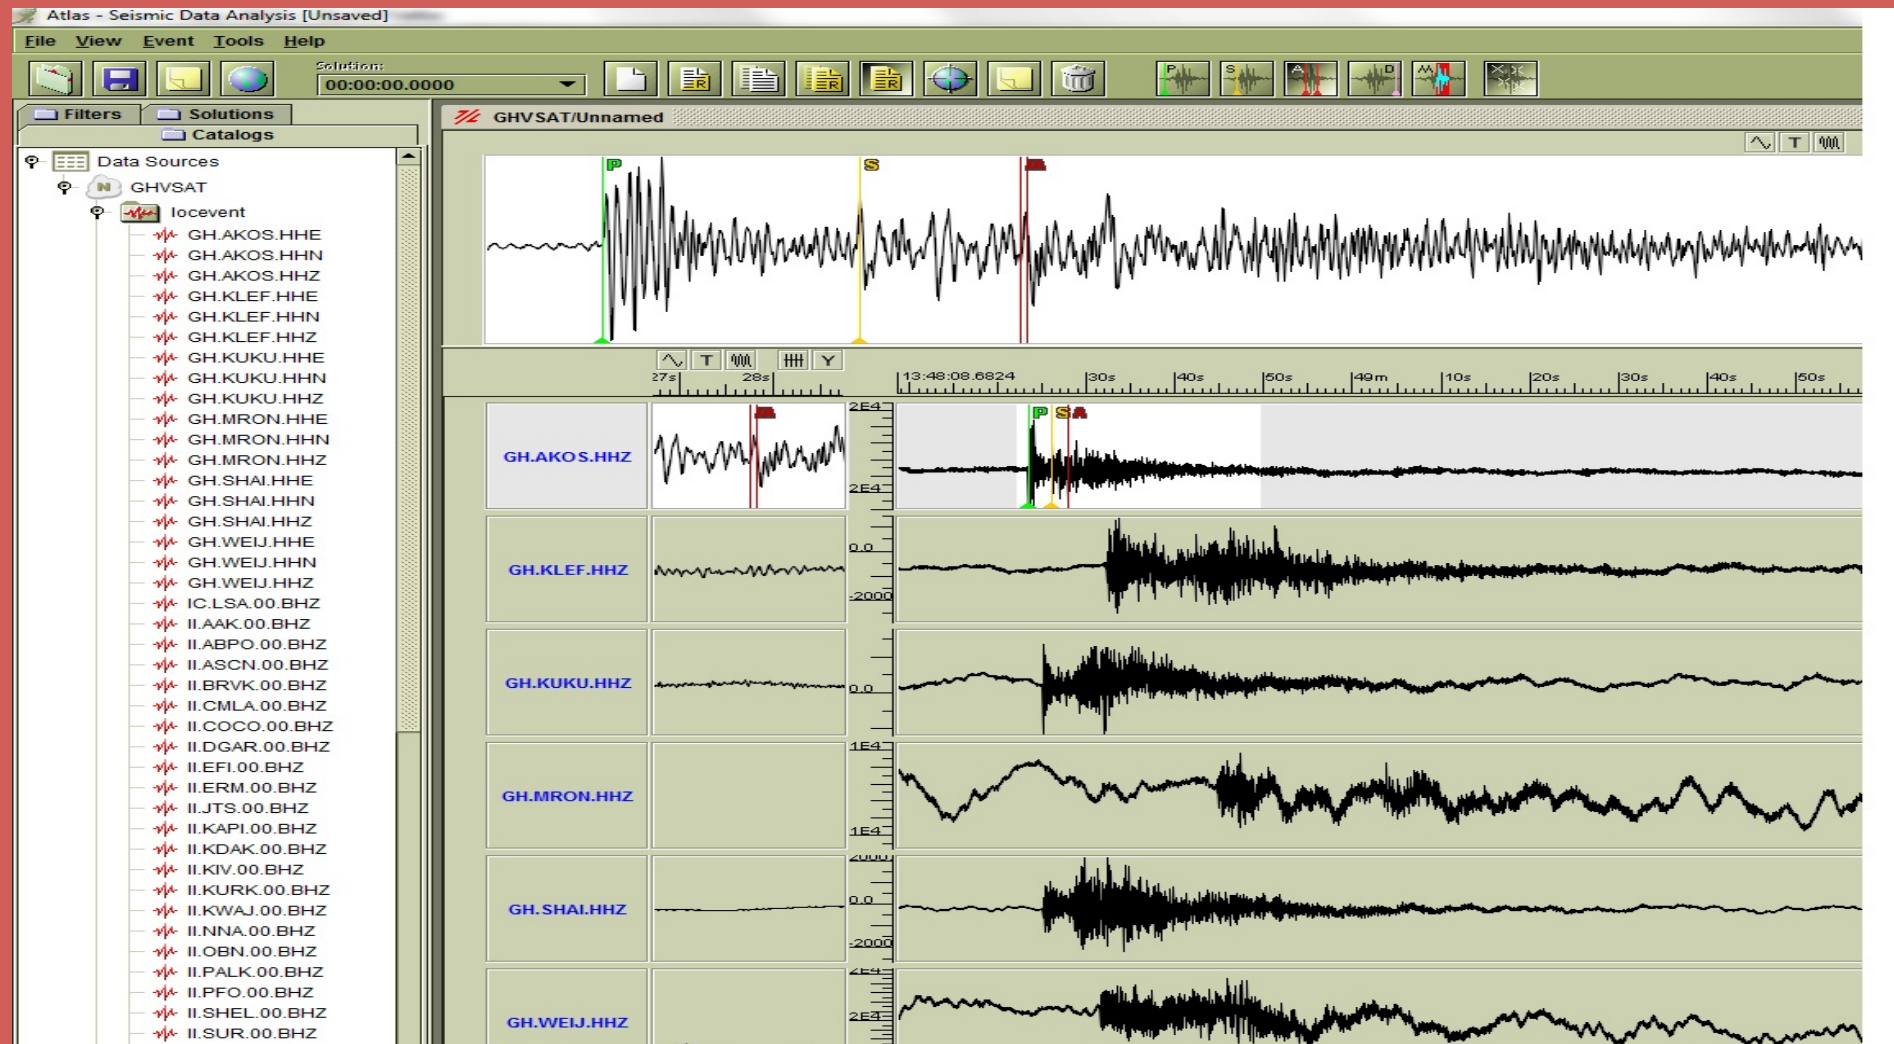 Atlas - Seismic Data Analysis [Unsaved]
File View Event Tools Help
Solution:
00:00:00.0000
P S A D M
Filters Solutions
Catalogs
GHVSAT/Unnamed
T
Data Sources
N GHVSAT
locevent
GH.AKOS.HHE
GH.AKOS.HHN
GH.AKOS.HHZ
GH.KLEF.HHE
GH.KLEF.HHN
GH.KLEF.HHZ
GH.KUKU.HHE
GH.KUKU.HHN
GH.KUKU.HHZ
GH.MRON.HHE
GH.MRON.HHN
GH.MRON.HHZ
GH.SHAI.HHE
GH.SHAI.HHN
GH.SHAI.HHZ
GH.WEIJ.HHE
GH.WEIJ.HHN
GH.WEIJ.HHZ
IC.LSA.00.BHZ
II.AAK.00.BHZ
II.ABPO.00.BHZ
II.ASCN.00.BHZ
II.BRVK.00.BHZ
II.CMLA.00.BHZ
II.COCO.00.BHZ
II.DGAR.00.BHZ
II.EFI.00.BHZ
II.ERM.00.BHZ
II.JTS.00.BHZ
II.KAPI.00.BHZ
II.KDAK.00.BHZ
II.KIV.00.BHZ
II.KURK.00.BHZ
II.KWAJ.00.BHZ
II.NNA.00.BHZ
II.OBN.00.BHZ
II.PALK.00.BHZ
II.PFO.00.BHZ
II.SHEL.00.BHZ
II.SUR.00.BHZ
P S
T Y
27s 28s 13:48:08.6824 30s 40s 50s 49m 10s 20s 30s 40s 50s
GH.AKOS.HHZ
2E4
2E4
P S A
GH.KLEF.HHZ
0.0
-2000
GH.KUKU.HHZ
0.0
GH.MRON.HHZ
1E4
1E4
GH.SHAI.HHZ
2000
0.0
-2000
GH.WEIJ.HHZ
2E4